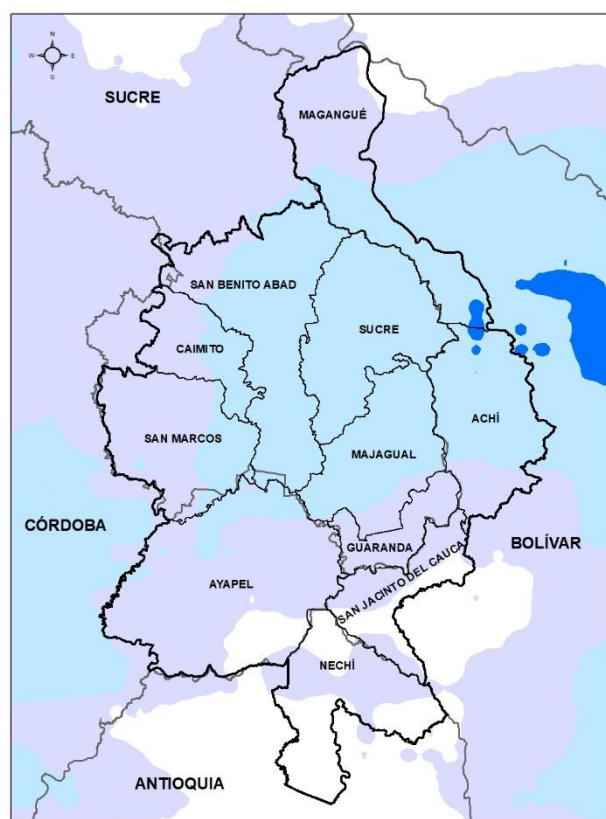 N
W E
S
SUCRE
MAGANGUÉ
SAN BENITO ABAD
SUCRE
CAIMITO
ACHÍ
SAN MARCOS
MAJAGUAL
CÓRDOBA
BOLÍVAR
GUARANDA
AYAPEL
SAN JACINTO DEL CAUCA
NECHÍ
ANTIOQUIA